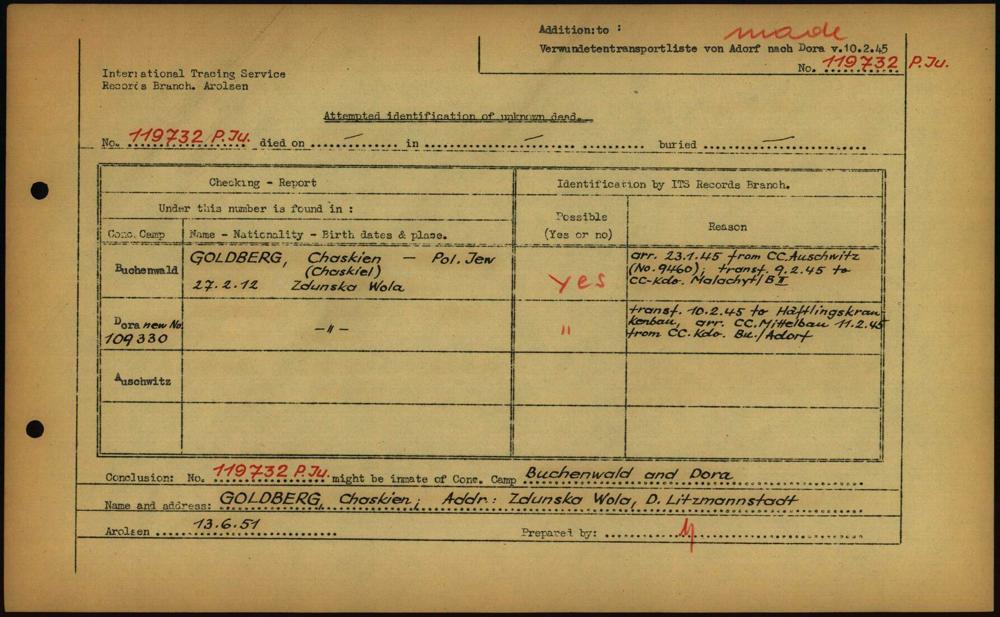 Addition:to : made
Verwundetentransportliste von Adorf nach Dora v.10.2.45
No. 119732 P.Ju.
International Tracing Service
Records Branch. Arolsen
Attempted identification of unknown dead.
No. 119732 P.Ju. died on — in — buried —
Checking - Report
Identification by ITS Records Branch.
Under this number is found in :
Possible
(Yes or no)
Reason
Conc. Camp
Name - Nationality - Birth dates & place.
Buchenwald
GOLDBERG, Chaskien — Pol. Jew
(Chaskiel)
27.2.12 Zdunska Wola
yes
arr. 23.1.45 from CC.Auschwitz
(No. 9460); transf. 9.2.45 to
CC-Kdo. Malachyt/B II
Dora new No.
109330
—"—
"
transf. 10.2.45 to Häftlingskran
kenbau, arr. CC.Mittelbau 11.2.45
from CC. Kdo. Bu./Adorf
Auschwitz
Conclusion: No. 119732 P.Ju. might be inmate of Conc. Camp Buchenwald and Dora
Name and address: GOLDBERG, Chaskien; Addr.: Zdunska Wola, D. Litzmannstadt
Arolsen 13.6.51
Prepared by: